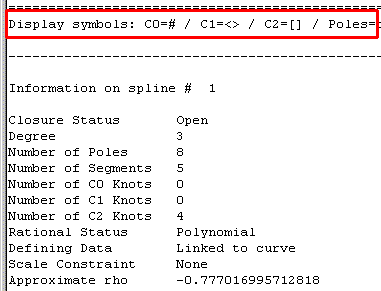 Display symbols: C0=# / C1=<> / C2=[] / Poles=
Information on spline # 1
Closure Status Open
Degree 3
Number of Poles 8
Number of Segments 5
Number of C0 Knots 0
Number of C1 Knots 0
Number of C2 Knots 4
Rational Status Polynomial
Defining Data Linked to curve
Scale Constraint None
Approximate rho -0.777016995712818